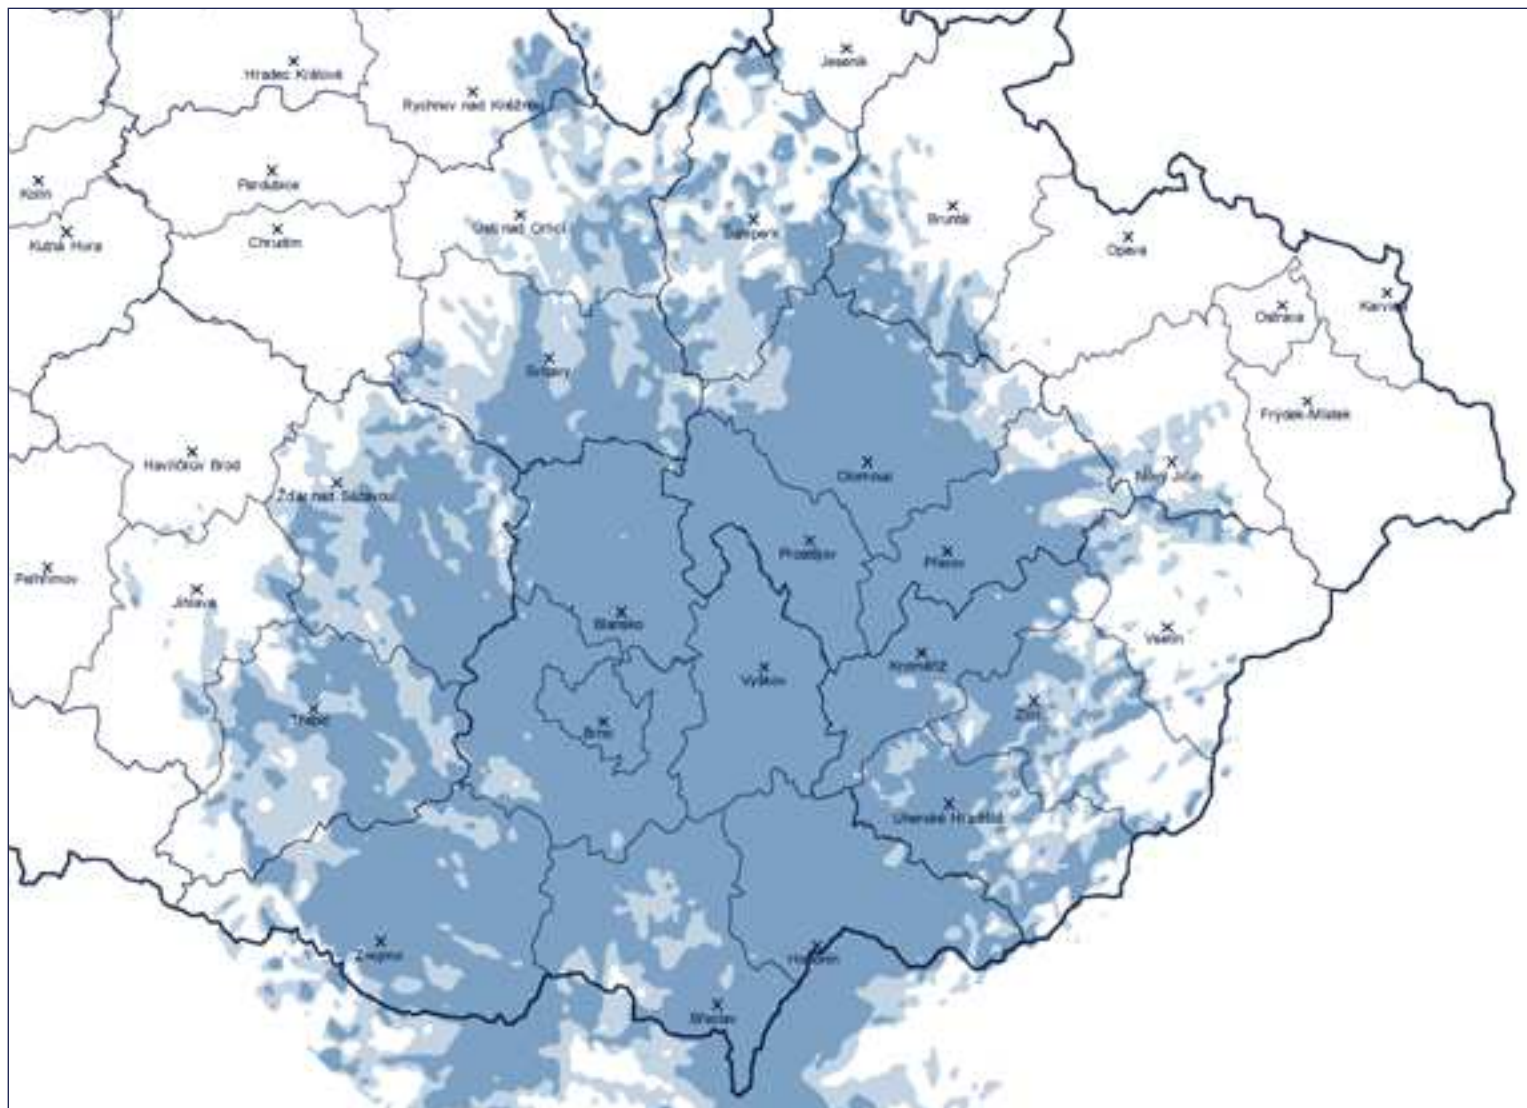 Jeseník
Hradec Králové
Rychnov nad Kněžnou
Kolín
Pardubice
Kutná Hora
Chrudim
Ústí nad Orlicí
Šumperk
Bruntál
Opava
Ostrava
Karviná
Svitavy
Frýdek-Místek
Havlíčkův Brod
Žďár nad Sázavou
Olomouc
Nový Jičín
Pelhřimov
Jihlava
Prostějov
Přerov
Blansko
Vsetín
Kroměříž
Vyškov
Třebíč
Brno
Zlín
Uherské Hradiště
Znojmo
Hodonín
Břeclav